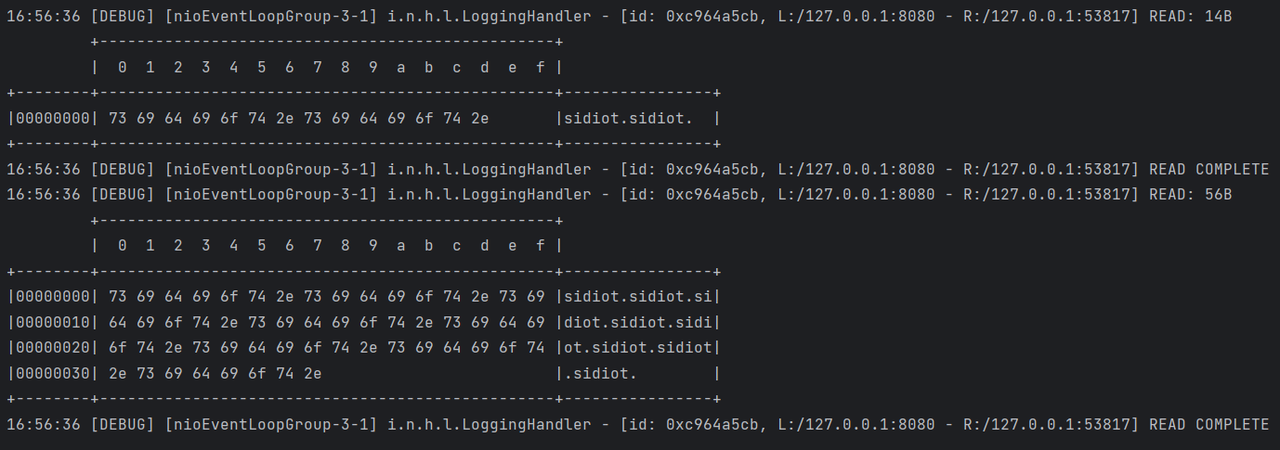 16:56:36 [DEBUG] [nioEventLoopGroup-3-1] i.n.h.l.LoggingHandler - [id: 0xc964a5cb, L:/127.0.0.1:8080 - R:/127.0.0.1:53817] READ: 14B
         +-------------------------------------------------+
         |  0  1  2  3  4  5  6  7  8  9  a  b  c  d  e  f |
+--------+-------------------------------------------------+----------------+
|00000000| 73 69 64 69 6f 74 2e 73 69 64 69 6f 74 2e       |sidiot.sidiot.  |
+--------+-------------------------------------------------+----------------+
16:56:36 [DEBUG] [nioEventLoopGroup-3-1] i.n.h.l.LoggingHandler - [id: 0xc964a5cb, L:/127.0.0.1:8080 - R:/127.0.0.1:53817] READ COMPLETE
16:56:36 [DEBUG] [nioEventLoopGroup-3-1] i.n.h.l.LoggingHandler - [id: 0xc964a5cb, L:/127.0.0.1:8080 - R:/127.0.0.1:53817] READ: 56B
         +-------------------------------------------------+
         |  0  1  2  3  4  5  6  7  8  9  a  b  c  d  e  f |
+--------+-------------------------------------------------+----------------+
|00000000| 73 69 64 69 6f 74 2e 73 69 64 69 6f 74 2e 73 69 |sidiot.sidiot.si|
|00000010| 64 69 6f 74 2e 73 69 64 69 6f 74 2e 73 69 64 69 |diot.sidiot.sidi|
|00000020| 6f 74 2e 73 69 64 69 6f 74 2e 73 69 64 69 6f 74 |ot.sidiot.sidiot|
|00000030| 2e 73 69 64 69 6f 74 2e                         |.sidiot.        |
+--------+-------------------------------------------------+----------------+
16:56:36 [DEBUG] [nioEventLoopGroup-3-1] i.n.h.l.LoggingHandler - [id: 0xc964a5cb, L:/127.0.0.1:8080 - R:/127.0.0.1:53817] READ COMPLETE